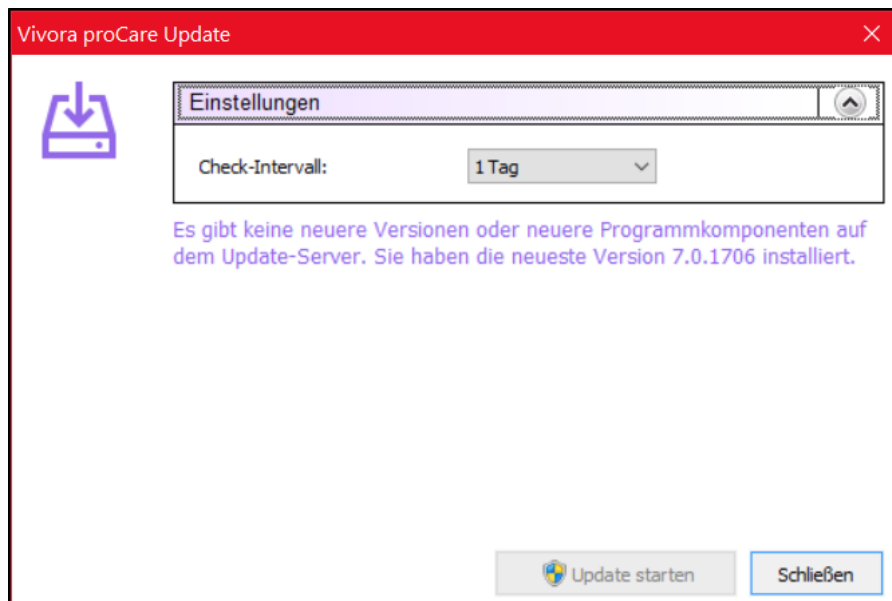 Vivora proCare Update
Einstellungen
Check-Intervall:
1 Tag
Es gibt keine neuere Versionen oder neuere Programmkomponenten auf
dem Update-Server. Sie haben die neueste Version 7.0.1706 installiert.
Update starten
Schließen